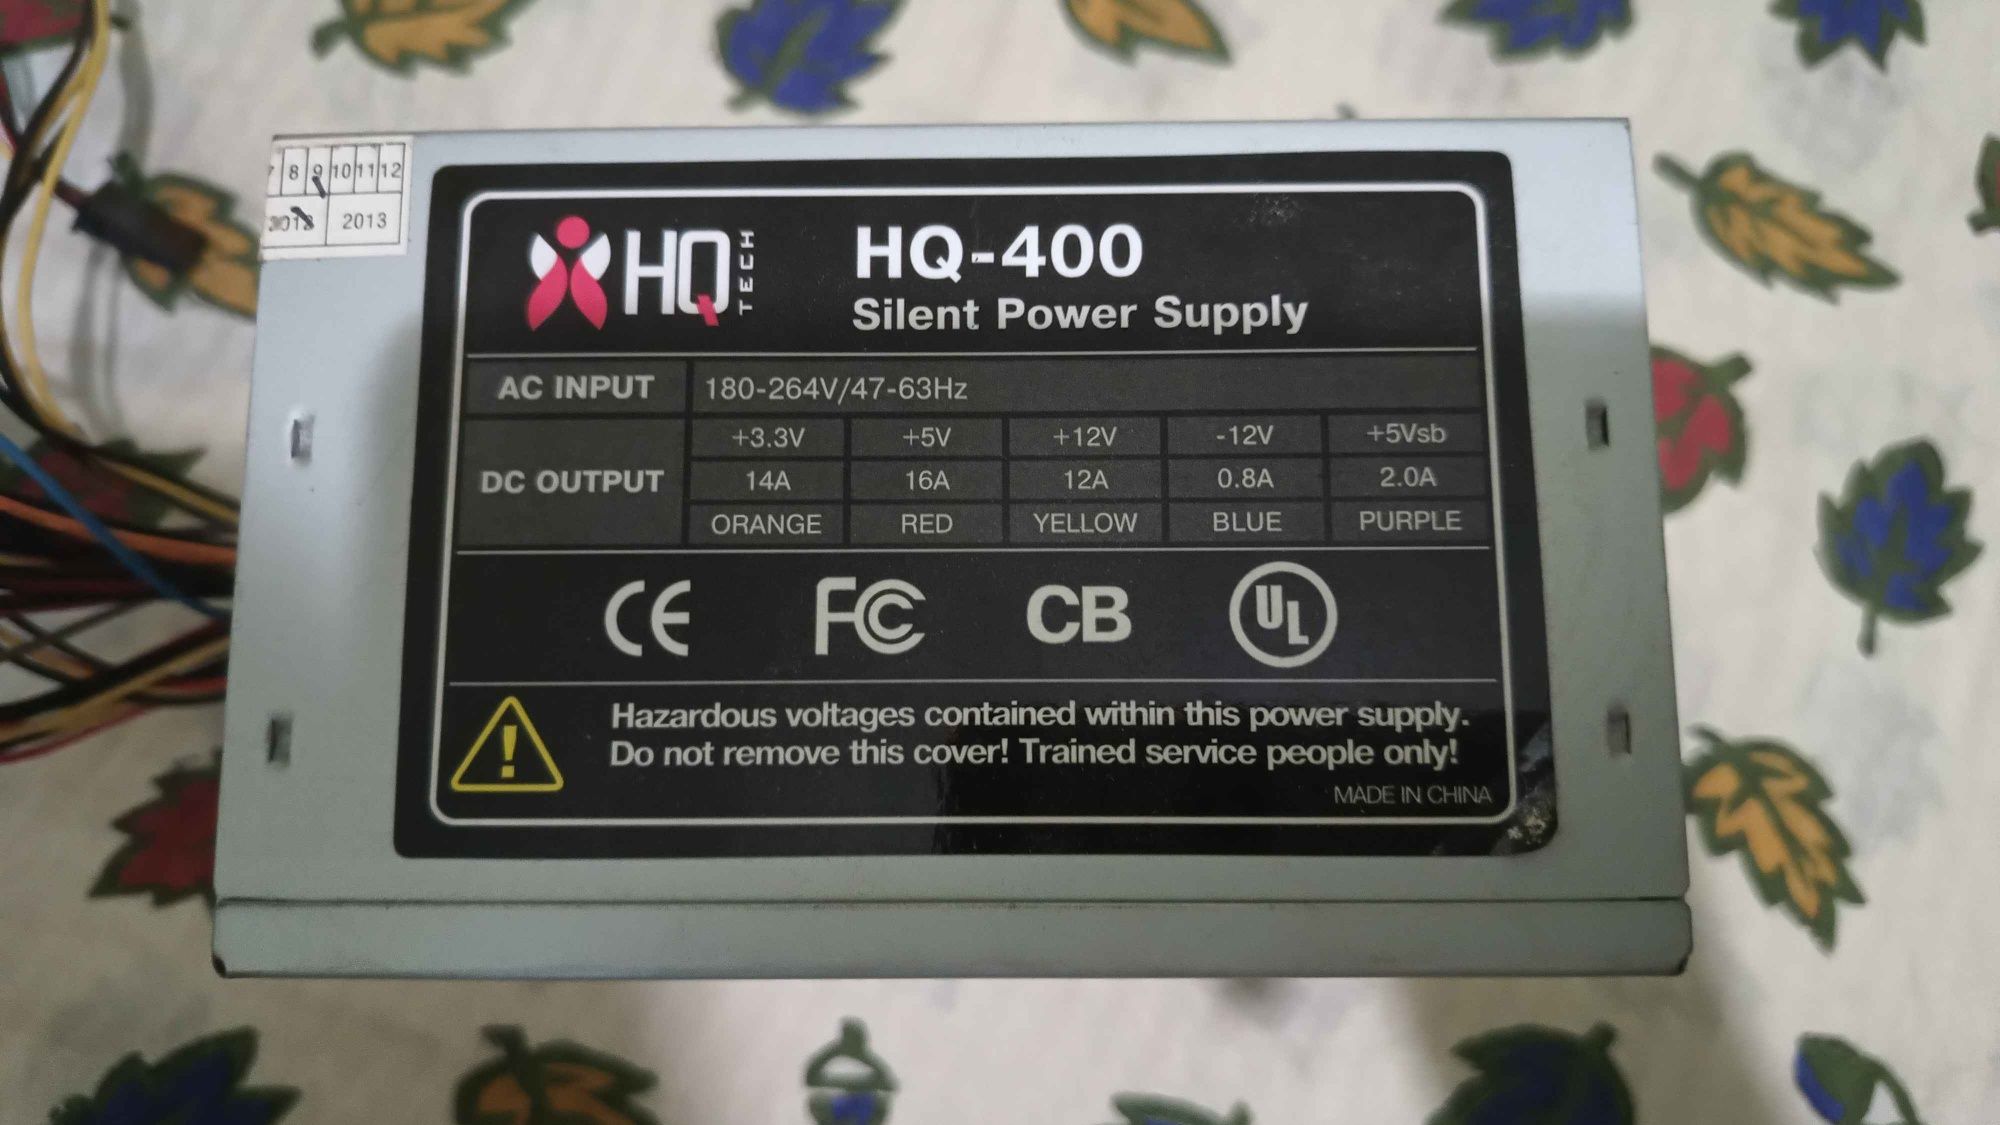 8 9 10 11 12
2013
HQ TECH
HQ-400
Silent Power Supply
AC INPUT 180-264V/47-63Hz
DC OUTPUT
+3.3V +5V +12V -12V +5Vsb
14A 16A 12A 0.8A 2.0A
ORANGE RED YELLOW BLUE PURPLE
CE FC CB UL
Hazardous voltages contained within this power supply.
Do not remove this cover! Trained service people only!
MADE IN CHINA